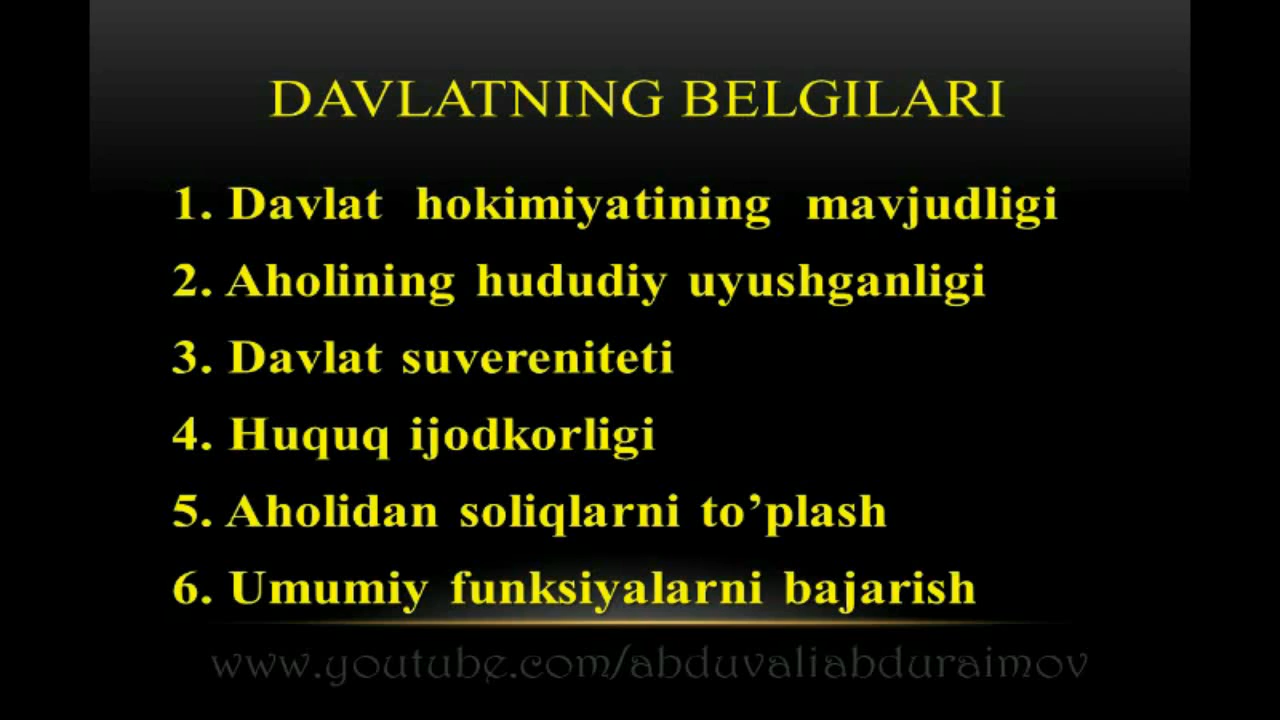 DAVLATNING BELGILARI
1. Davlat hokimiyatining mavjudligi
2. Aholining hududiy uyushganligi
3. Davlat suvereniteti
4. Huquq ijodkorligi
5. Aholidan soliqlarni to’plash
6. Umumiy funksiyalarni bajarish
www.youtube.com/abduvaliabduraimov